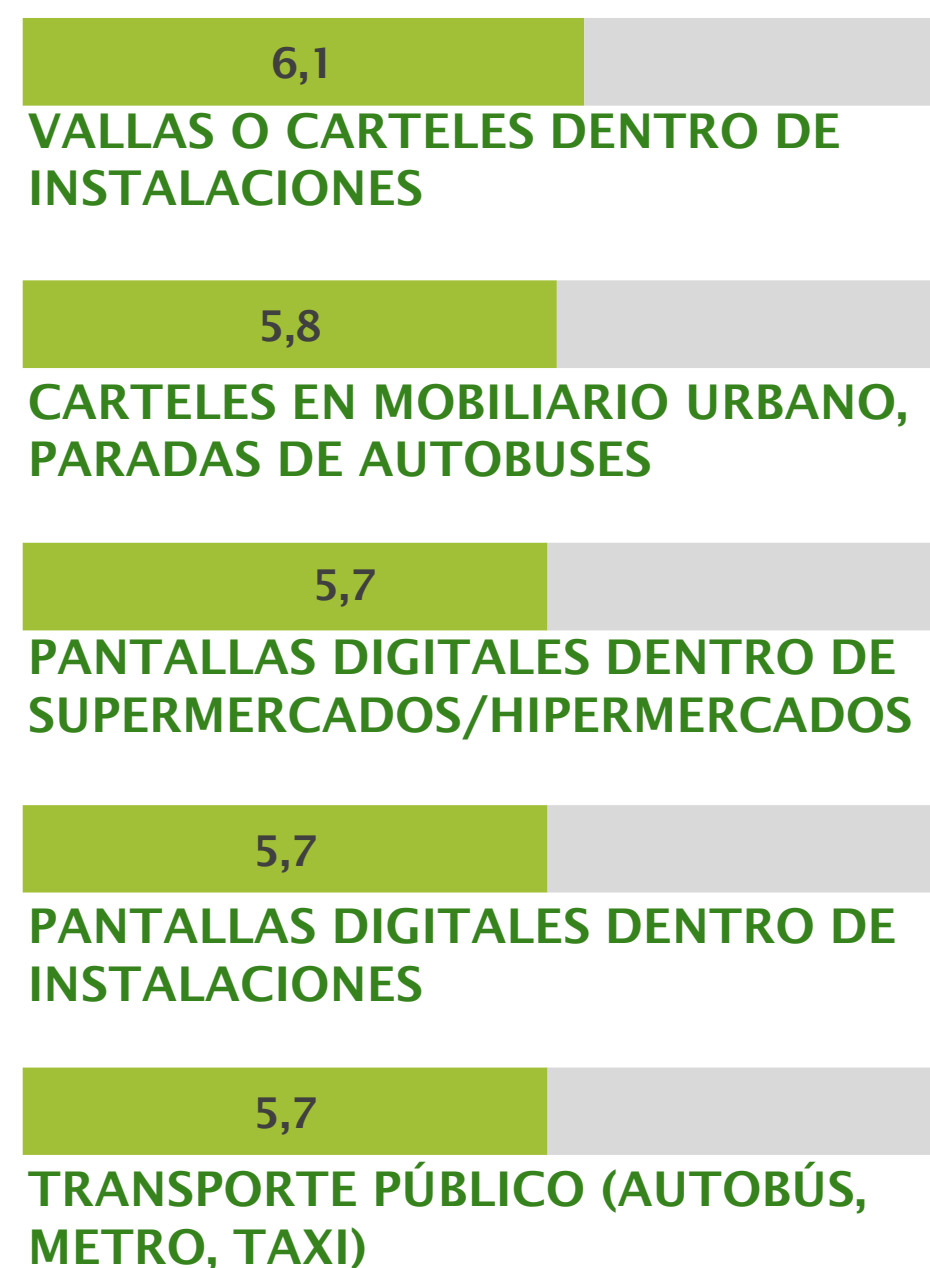 6,1
VALLAS O CARTELES DENTRO DE
INSTALACIONES
5,8
CARTELES EN MOBILIARIO URBANO,
PARADAS DE AUTOBUSES
5,7
PANTALLAS DIGITALES DENTRO DE
SUPERMERCADOS/HIPERMERCADOS
5,7
PANTALLAS DIGITALES DENTRO DE
INSTALACIONES
5,7
TRANSPORTE PÚBLICO (AUTOBÚS,
METRO, TAXI)